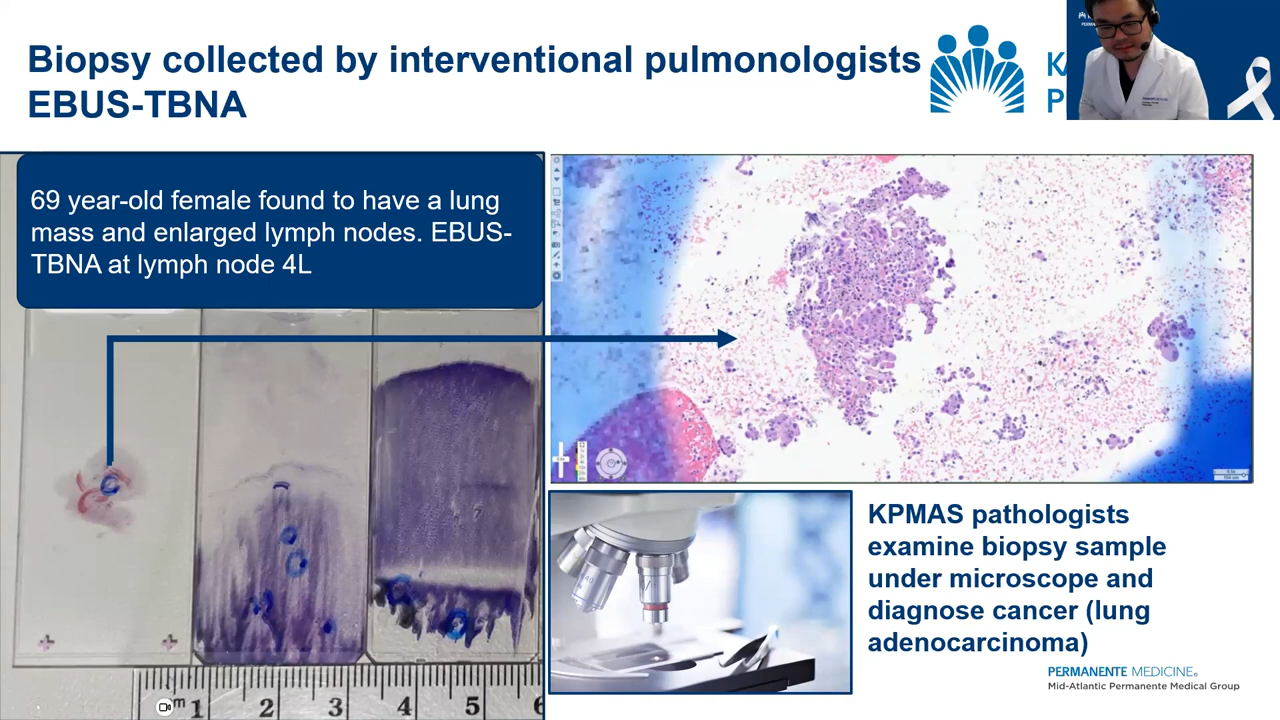 Biopsy collected by interventional pulmonologists
EBUS-TBNA
69 year-old female found to have a lung
mass and enlarged lymph nodes. EBUS-
TBNA at lymph node 4L
KPMAS pathologists
examine biopsy sample
under microscope and
diagnose cancer (lung
adenocarcinoma)
PERMANENTE MEDICINE®
Mid-Atlantic Permanente Medical Group
m 1 2 3 4 5 6
40